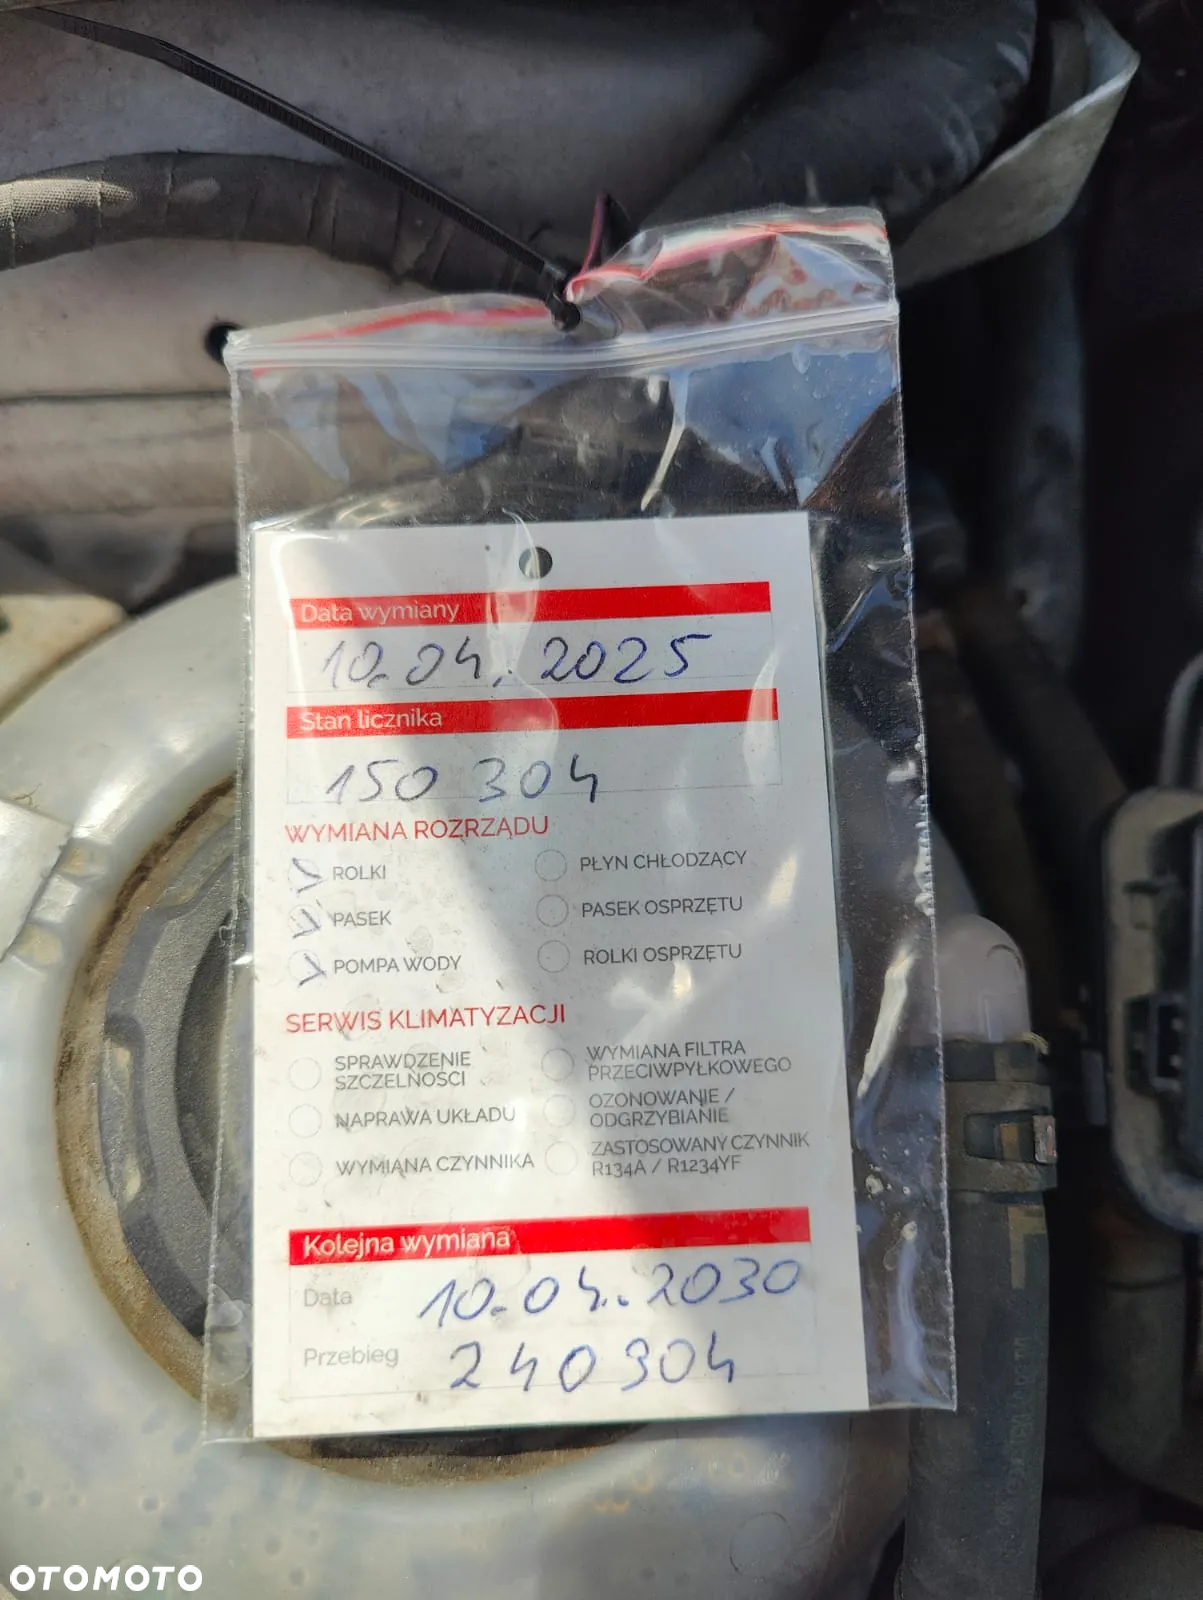 Data wymiany
10.04.2025
Stan licznika
150 304
WYMIANA ROZRZĄDU
ROLKI
PŁYN CHŁODZĄCY
PASEK
PASEK OSPRZĘTU
POMPA WODY
ROLKI OSPRZĘTU
SERWIS KLIMATYZACJI
SPRAWDZENIE
SZCZELNOŚCI
WYMIANA FILTRA
PRZECIWPYŁKOWEGO
NAPRAWA UKŁADU
OZONOWANIE /
ODGRZYBIANIE
WYMIANA CZYNNIKA
ZASTOSOWANY CZYNNIK
R134A / R1234YF
Kolejna wymiana
Data 10.04.2030
Przebieg 240304
OTOMOTO